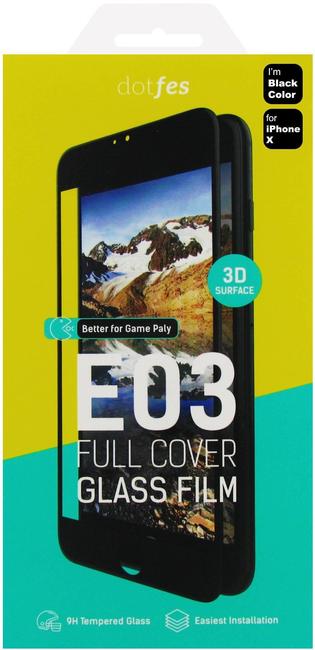 dotfes
I'm
Black
Color
for
iPhone
X
3D
SURFACE
Better for Game Paly
E03
FULL COVER
GLASS FILM
9H Tempered Glass
Easiest Installation